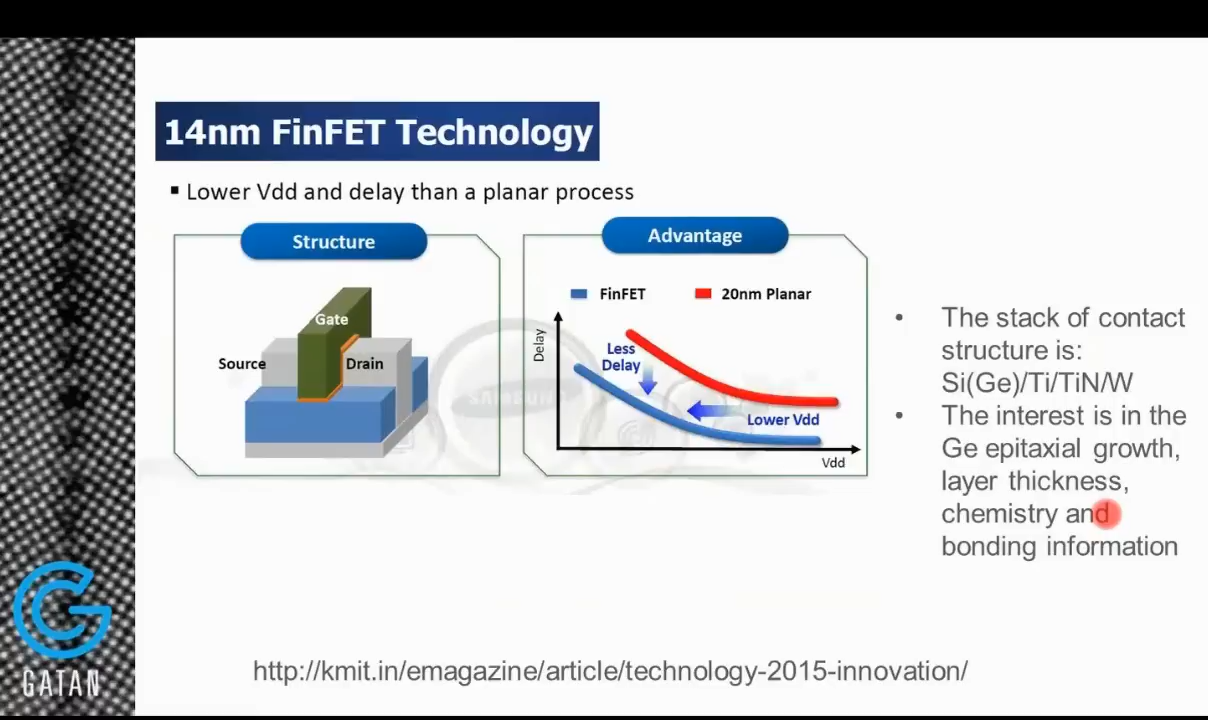 14nm FinFET Technology
▪ Lower Vdd and delay than a planar process
Structure
Gate
Source
Drain
Advantage
FinFET
20nm Planar
Delay
Less
Delay
Lower Vdd
Vdd
SAMSUNG
• The stack of contact
structure is:
Si(Ge)/Ti/TiN/W
• The interest is in the
Ge epitaxial growth,
layer thickness,
chemistry and
bonding information
http://kmit.in/emagazine/article/technology-2015-innovation/
GATAN